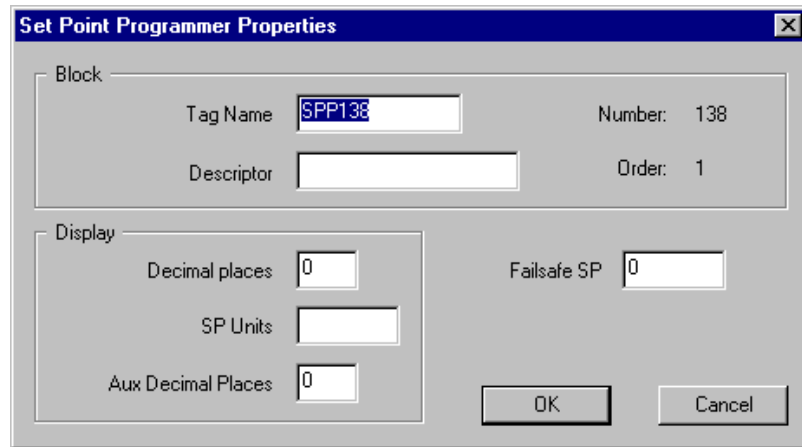 Set Point Programmer Properties
Block
Tag Name SPP138 Number: 138
Descriptor Order: 1
Display
Decimal places 0 Failsafe SP 0
SP Units
Aux Decimal Places 0
OK Cancel